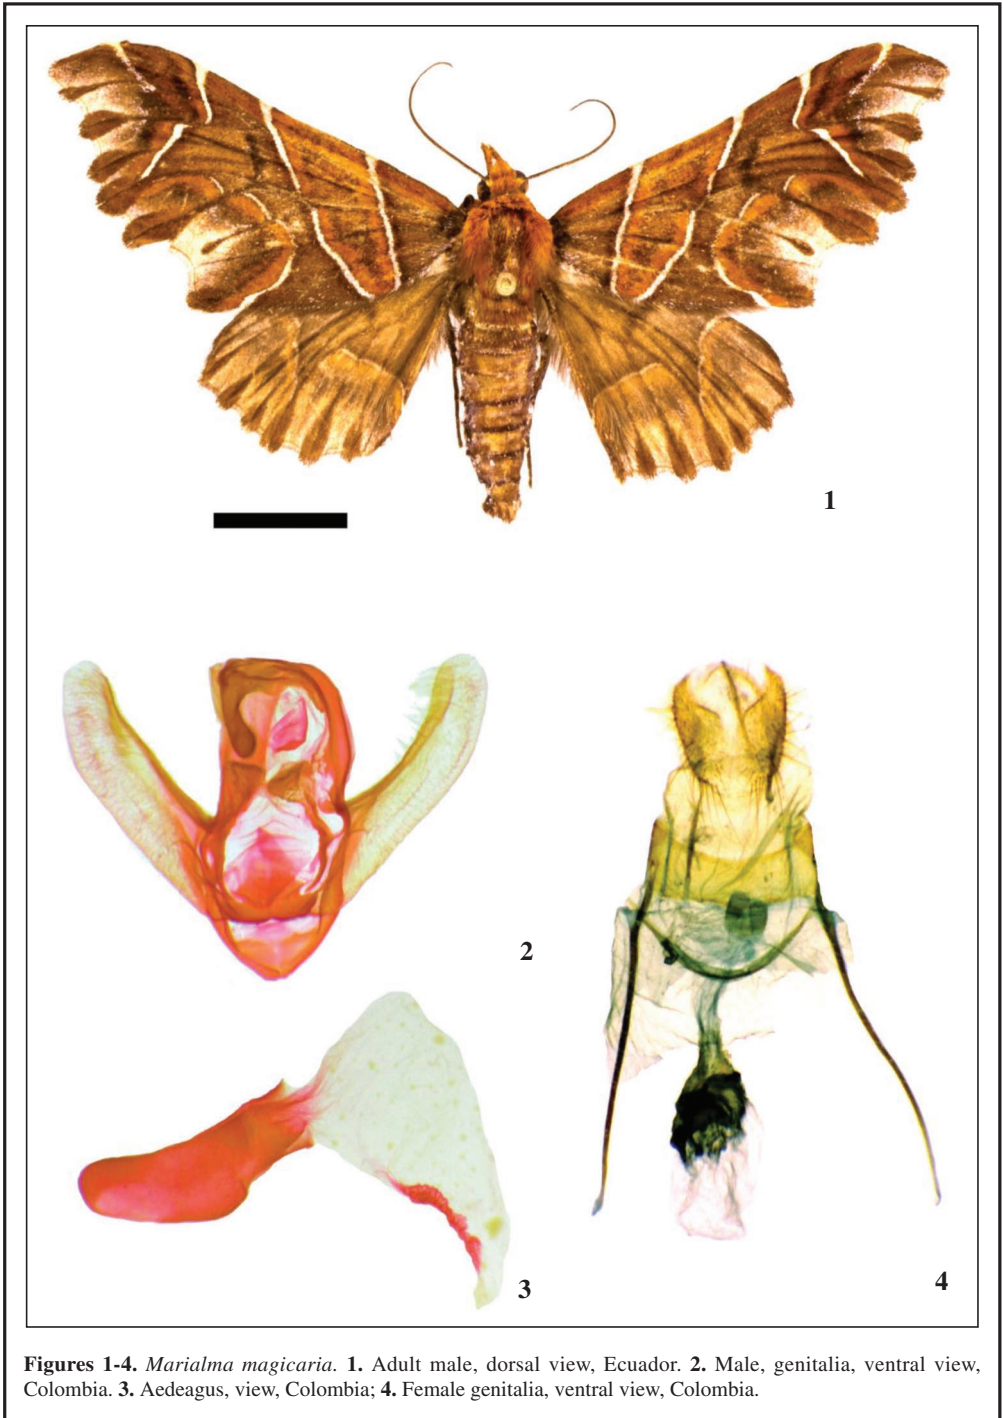 1
2
3
4
Figures 1-4. Marialma magicaria. 1. Adult male, dorsal view, Ecuador. 2. Male, genitalia, ventral view,
Colombia. 3. Aedeagus, view, Colombia; 4. Female genitalia, ventral view, Colombia.